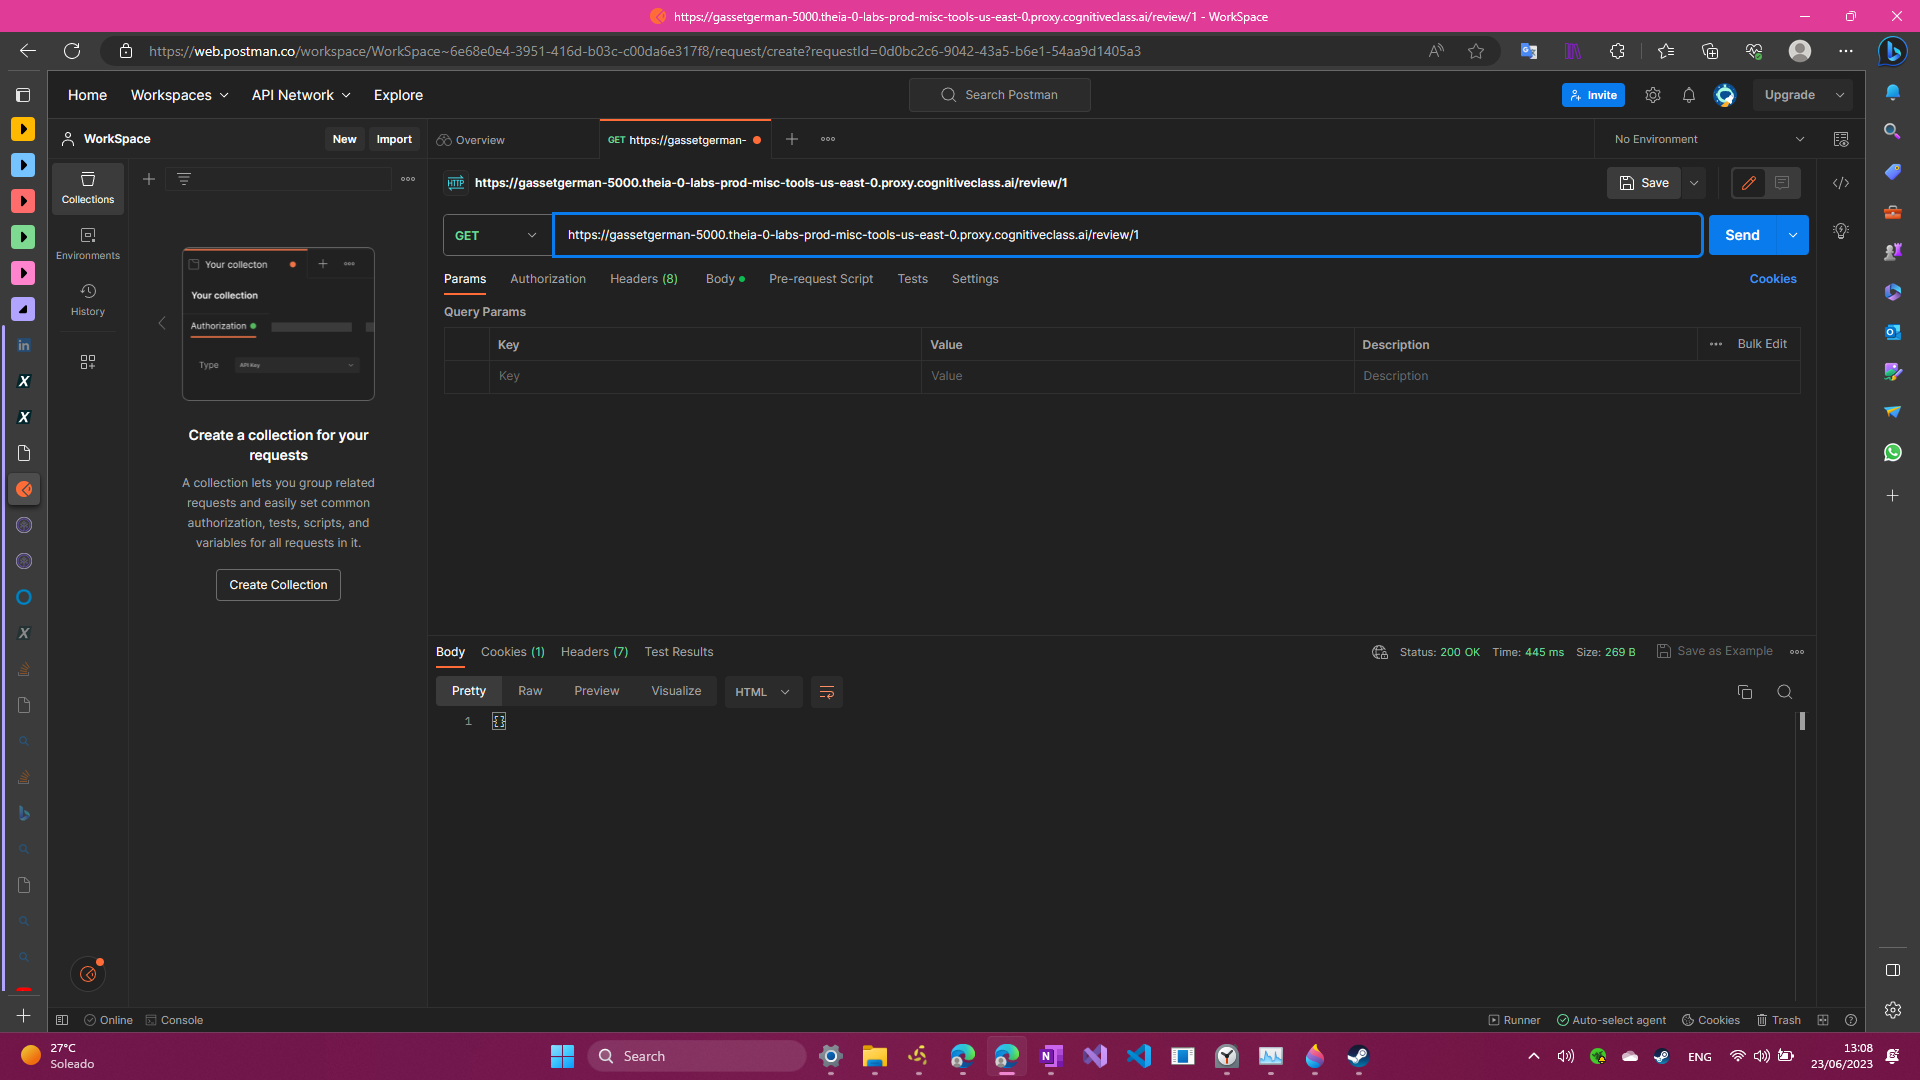 https://gassetgerman-5000.theia-0-labs-prod-misc-tools-us-east-0.proxy.cognitiveclass.ai/review/1 - WorkSpace
https://web.postman.co/workspace/WorkSpace~6e68e0e4-3951-416d-b03c-c00da6e317f8/request/create?requestId=0d0bc2c6-9042-43a5-b6e1-54aa9d1405a3
Home Workspaces API Network Explore Search Postman Invite Upgrade
WorkSpace New Import Overview GET https://gassetgerman- No Environment
HTTP https://gassetgerman-5000.theia-0-labs-prod-misc-tools-us-east-0.proxy.cognitiveclass.ai/review/1 Save
GET https://gassetgerman-5000.theia-0-labs-prod-misc-tools-us-east-0.proxy.cognitiveclass.ai/review/1 Send
Params Authorization Headers (8) Body Pre-request Script Tests Settings Cookies
Query Params
Key Value Description Bulk Edit
Key Value Description
Collections
Environments
History
Your collecton
Your collection
Authorization
Type API Key
Create a collection for your
requests
A collection lets you group related
requests and easily set common
authorization, tests, scripts, and
variables for all requests in it.
Create Collection
Body Cookies (1) Headers (7) Test Results Status: 200 OK Time: 445 ms Size: 269 B Save as Example
Pretty Raw Preview Visualize HTML
1 {}
Online Console Runner Auto-select agent Cookies Trash
27°C
Soleado
Search
ENG
13:08
23/06/2023